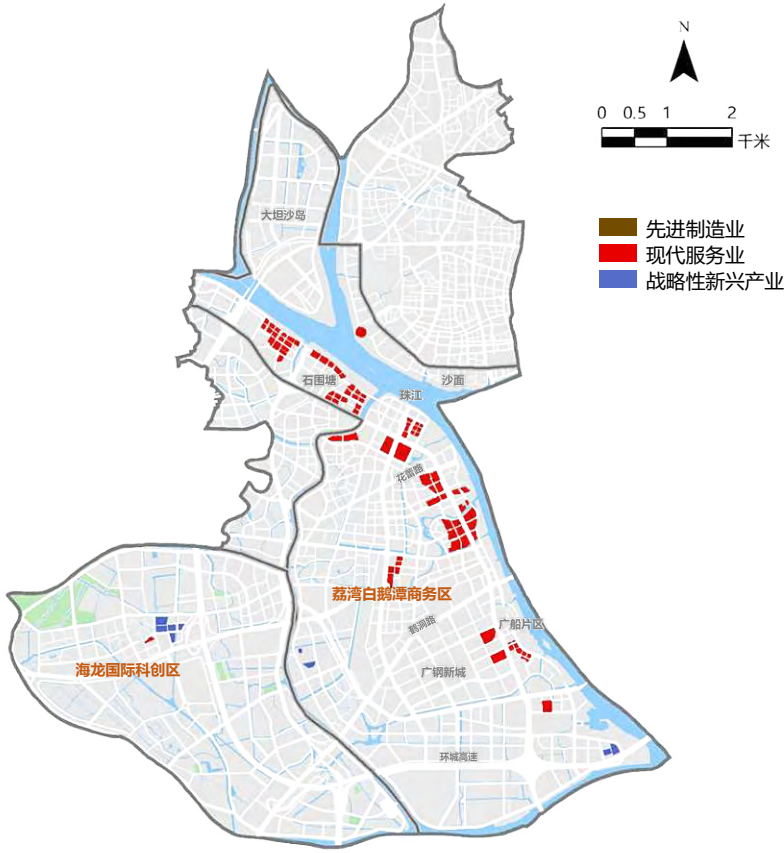 N
0 0.5 1 2
千米
先进制造业
现代服务业
战略性新兴产业
大坦沙岛
石围塘
沙面
珠江
花蕾路
荔湾白鹅潭商务区
鹤洞路
广船片区
海龙国际科创区
广钢新城
环城高速